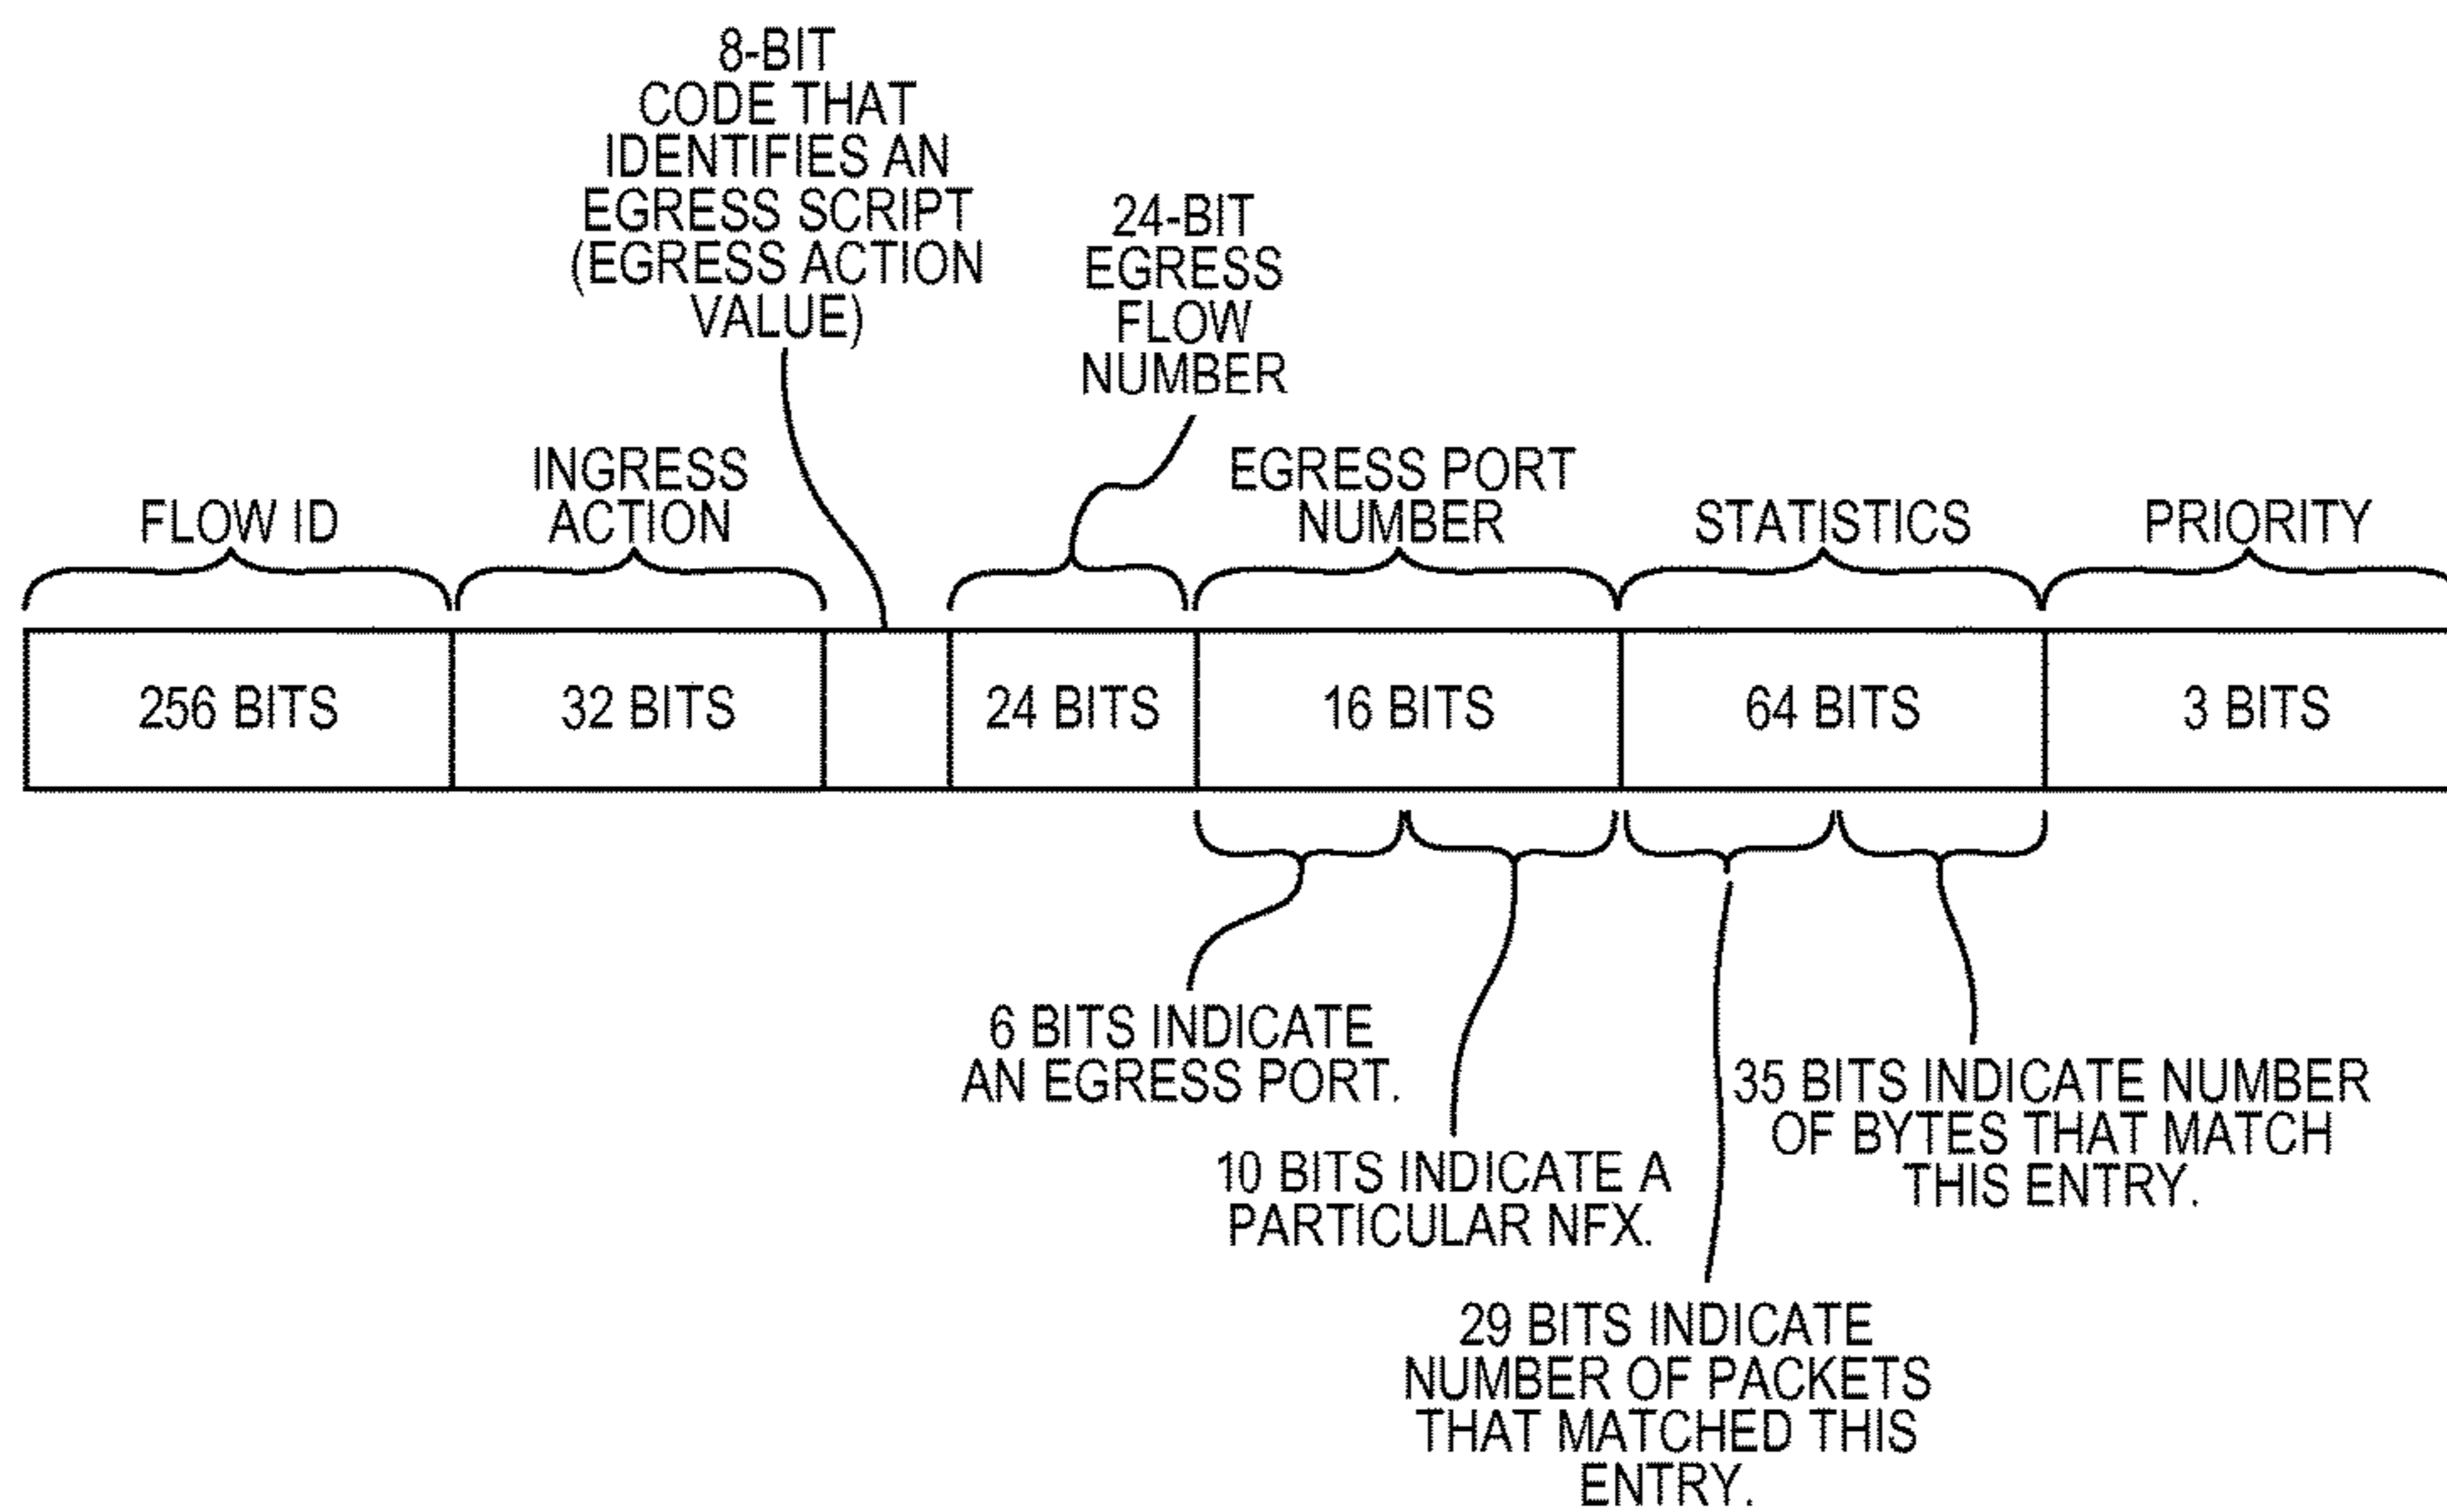 8-BIT
CODE THAT
IDENTIFIES AN
EGRESS SCRIPT
(EGRESS ACTION
VALUE)
24-BIT
EGRESS
FLOW
NUMBER
FLOW ID
INGRESS
ACTION
EGRESS PORT
NUMBER
STATISTICS
PRIORITY
256 BITS
32 BITS
24 BITS
16 BITS
64 BITS
3 BITS
6 BITS INDICATE
AN EGRESS PORT.
10 BITS INDICATE A
PARTICULAR NFX.
29 BITS INDICATE
NUMBER OF PACKETS
THAT MATCHED THIS
ENTRY.
35 BITS INDICATE NUMBER
OF BYTES THAT MATCH
THIS ENTRY.